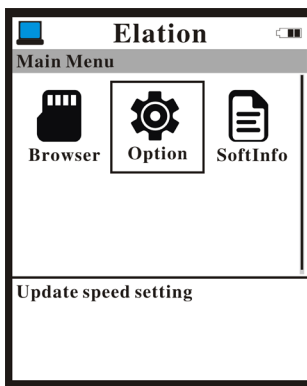 Elation
Main Menu
Browser Option SoftInfo
Update speed setting